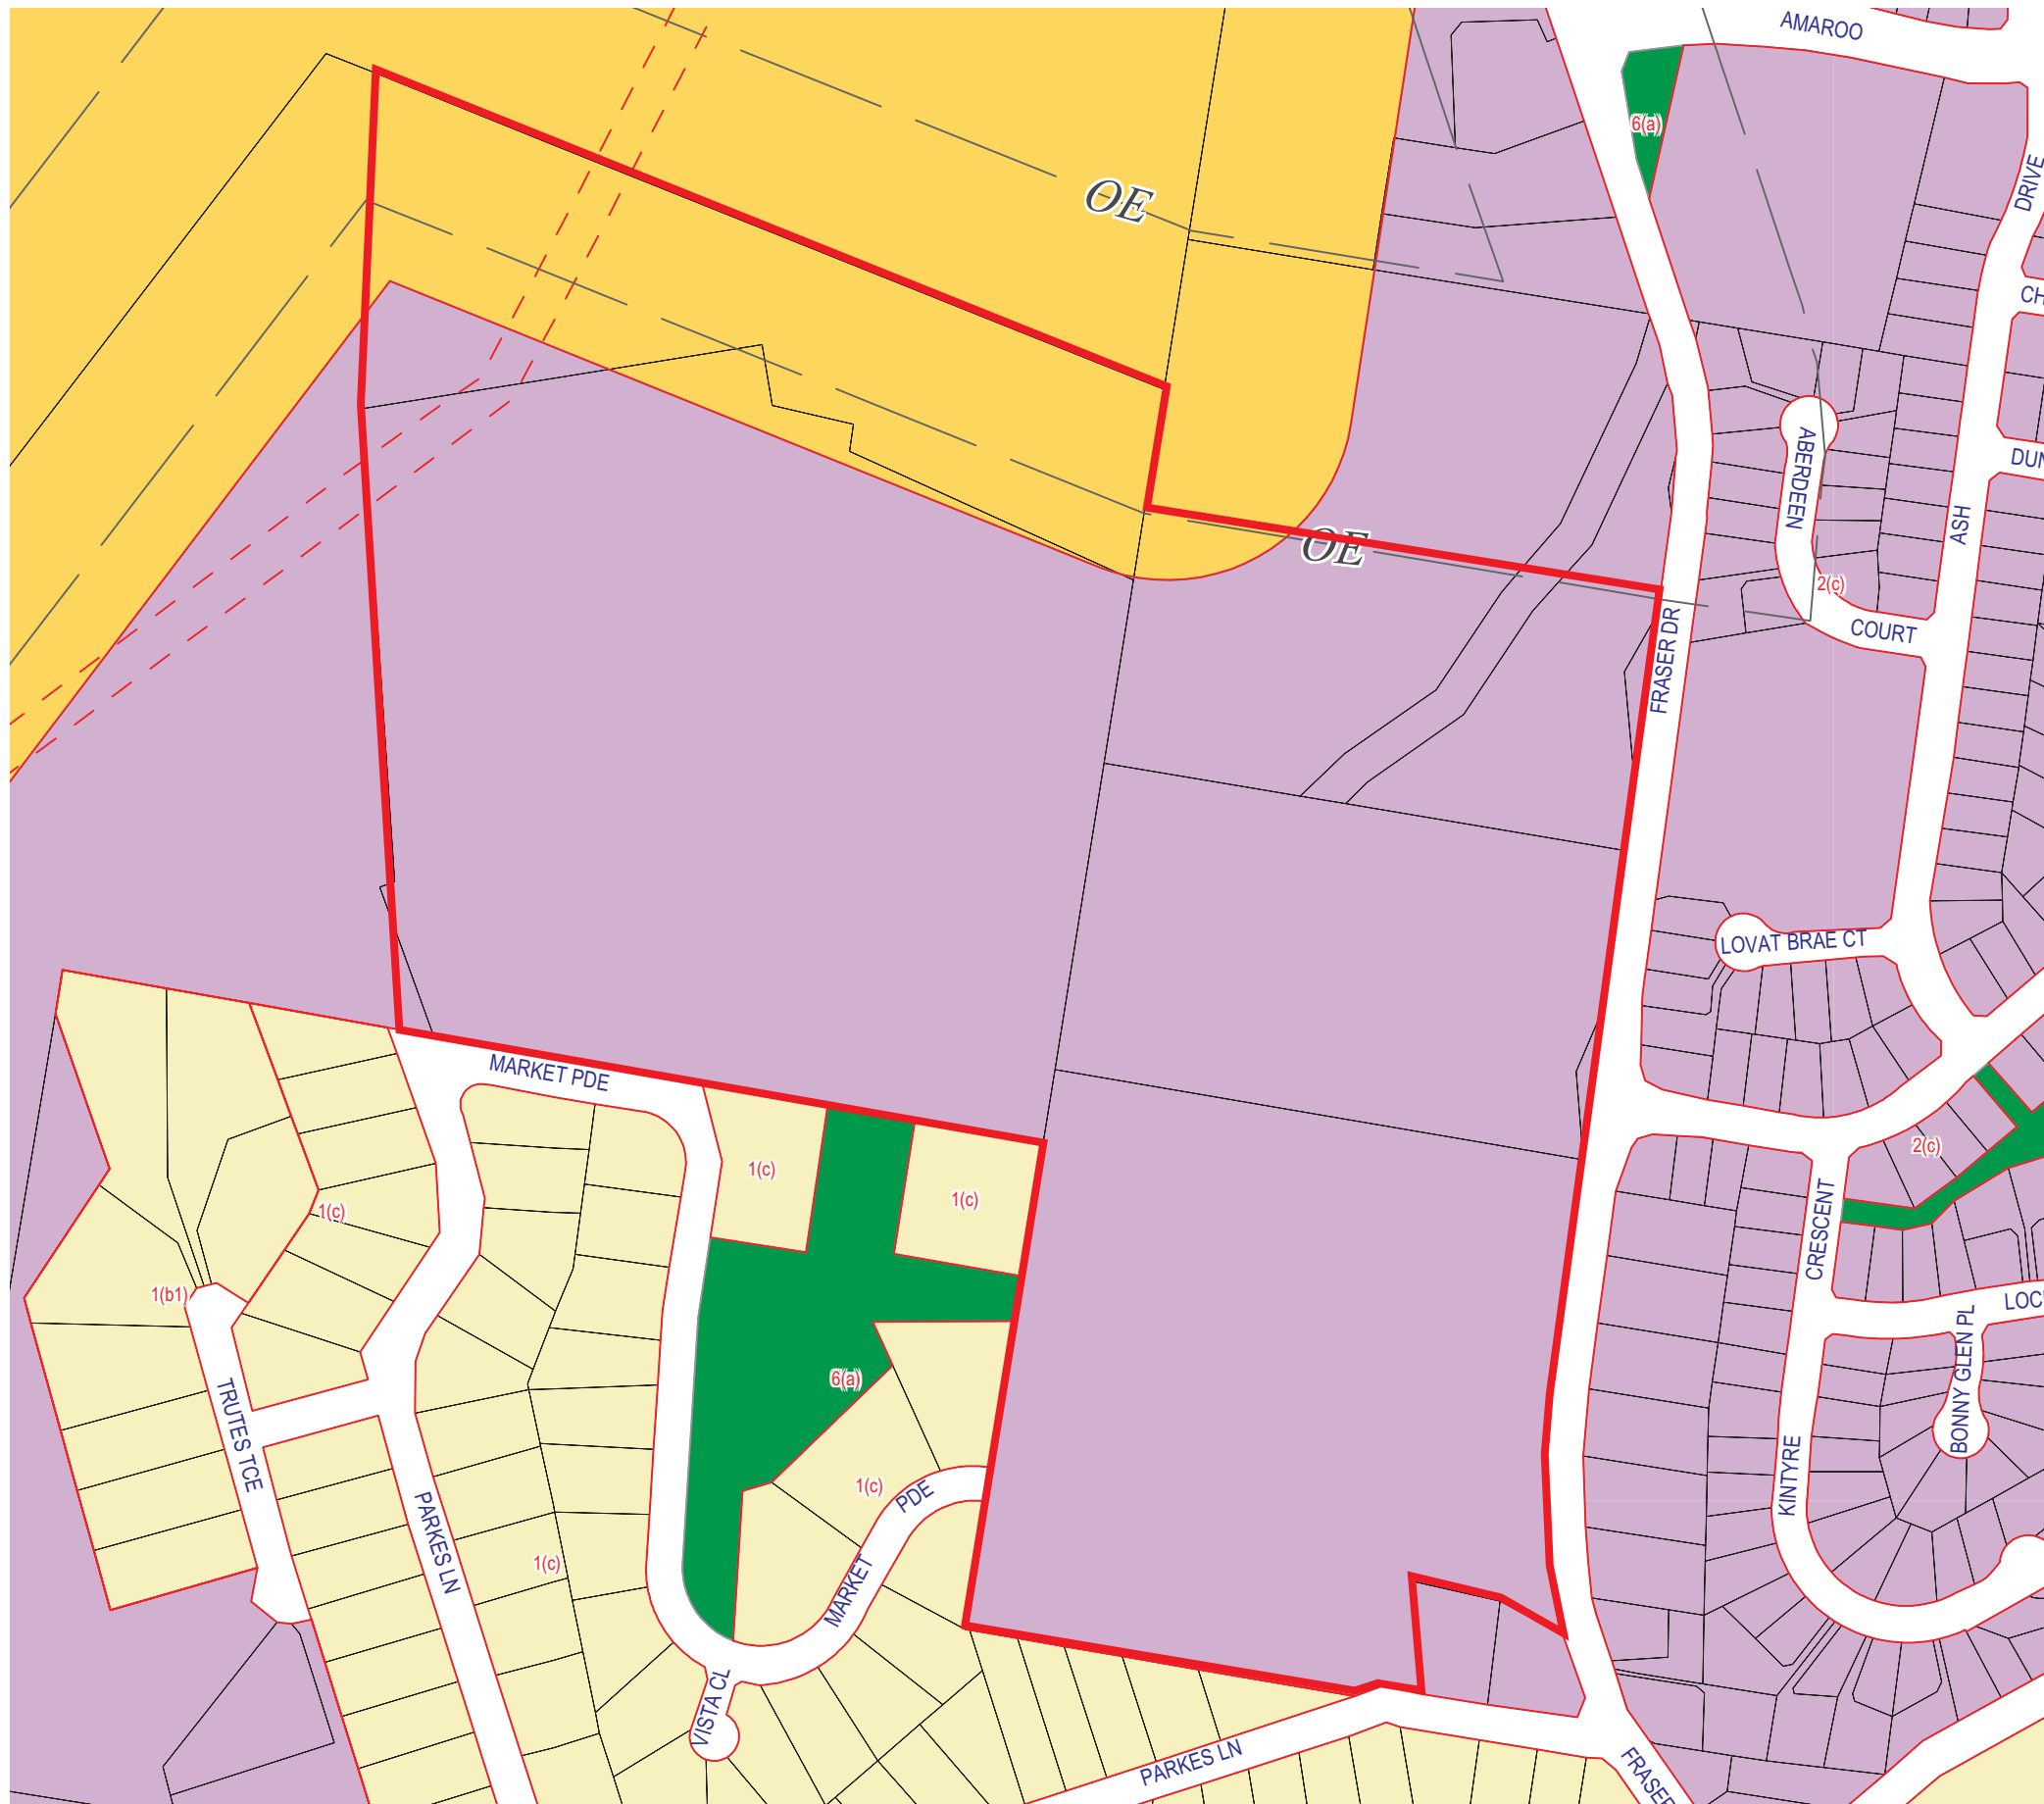 AMAROO
6(a)
DRIVE
OE
CH
OE
ABERDEEN
DUN
ASH
2(c)
COURT
FRASER DR
LOVAT BRAE CT
MARKET PDE
2(c)
1(c)
1(c)
1(c)
CRESCENT
1(b1)
LOC
BONNY GLEN PL
6(a)
TRUTES TCE
KINTYRE
1(c)
PDE
PARKES LN
1(c)
MARKET
VISTA CL
PARKES LN
FRASER